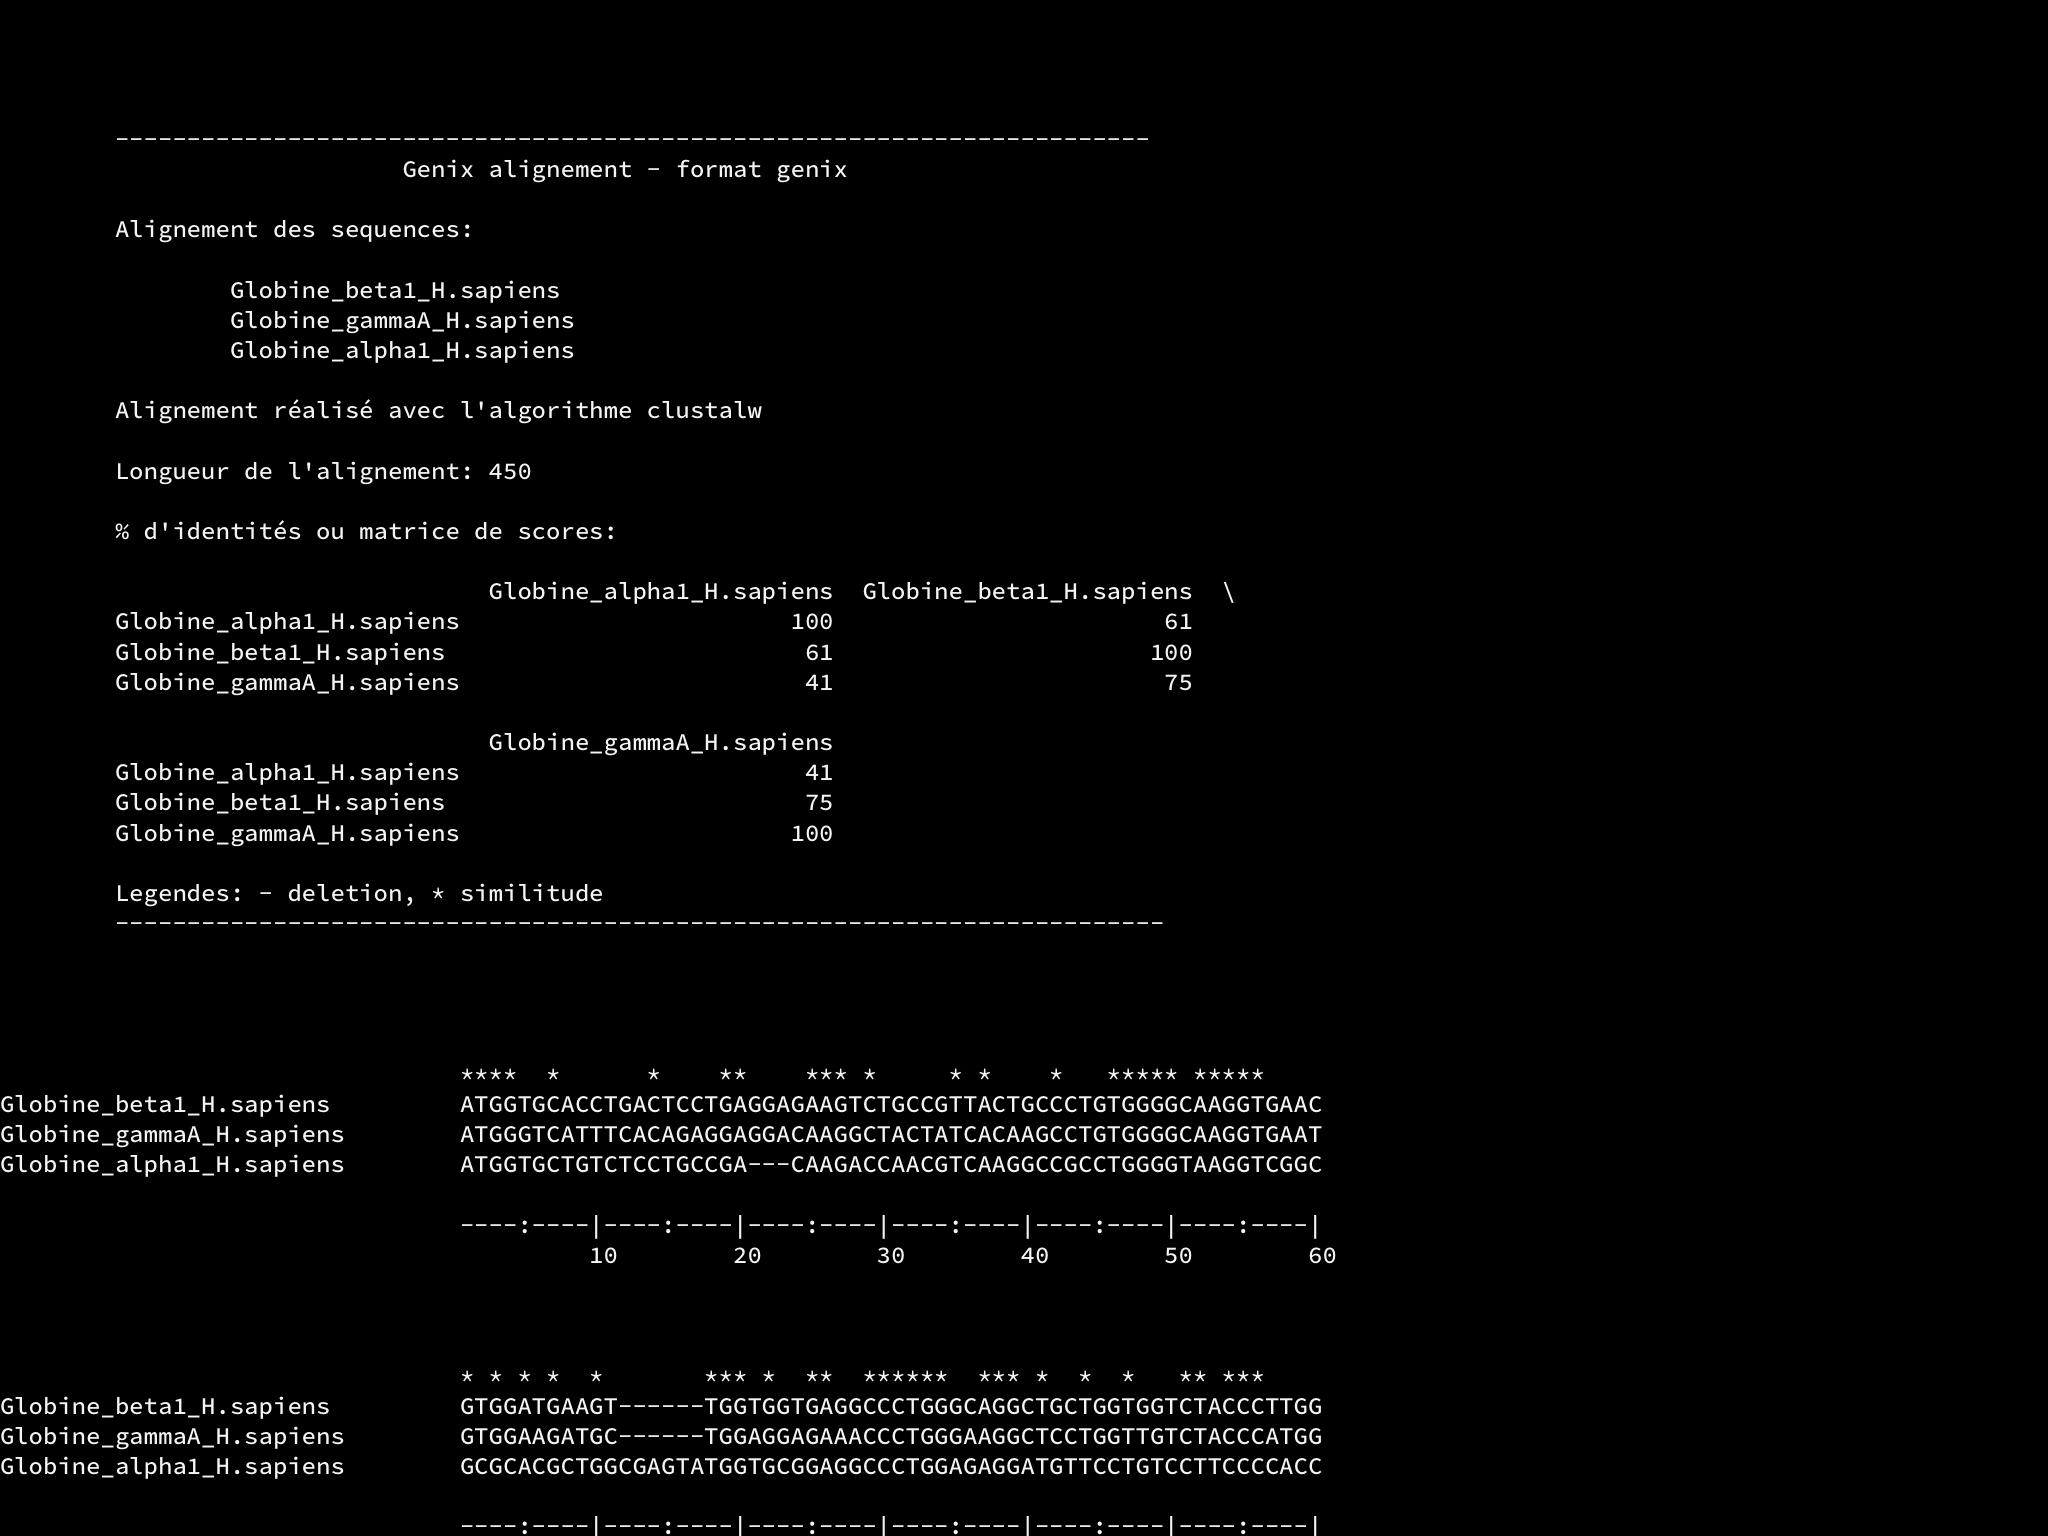 ------------------------------------------------------------------------
Genix alignement - format genix
Alignement des sequences:
Globine_beta1_H.sapiens
Globine_gammaA_H.sapiens
Globine_alpha1_H.sapiens
Alignement réalisé avec l'algorithme clustalw
Longueur de l'alignement: 450
% d'identités ou matrice de scores:
Globine_alpha1_H.sapiens  Globine_beta1_H.sapiens  \
Globine_alpha1_H.sapiens                       100                       61
Globine_beta1_H.sapiens                         61                      100
Globine_gammaA_H.sapiens                        41                       75
Globine_gammaA_H.sapiens
Globine_alpha1_H.sapiens                        41
Globine_beta1_H.sapiens                         75
Globine_gammaA_H.sapiens                       100
Legendes: - deletion, * similitude
-------------------------------------------------------------------------
****  *      *    **    *** *     * *    *   ***** *****
Globine_beta1_H.sapiens         ATGGTGCACCTGACTCCTGAGGAGAAGTCTGCCGTTACTGCCCTGTGGGGCAAGGTGAAC
Globine_gammaA_H.sapiens        ATGGGTCATTTCACAGAGGAGGACAAGGCTACTATCACAAGCCTGTGGGGCAAGGTGAAT
Globine_alpha1_H.sapiens        ATGGTGCTGTCTCCTGCCGA---CAAGACCAACGTCAAGGCCGCCTGGGGTAAGGTCGGC
----:----|----:----|----:----|----:----|----:----|----:----|
10        20        30        40        50        60
* * * *  *       *** *  **  ******  *** *  *  *   ** ***
Globine_beta1_H.sapiens         GTGGATGAAGT------TGGTGGTGAGGCCCTGGGCAGGCTGCTGGTGGTCTACCCTTGG
Globine_gammaA_H.sapiens        GTGGAAGATGC------TGGAGGAGAAACCCTGGGAAGGCTCCTGGTTGTCTACCCATGG
Globine_alpha1_H.sapiens        GCGCACGCTGGCGAGTATGGTGCGGAGGCCCTGGAGAGGATGTTCCTGTCCTTCCCCACC
----:----|----:----|----:----|----:----|----:----|----:----|